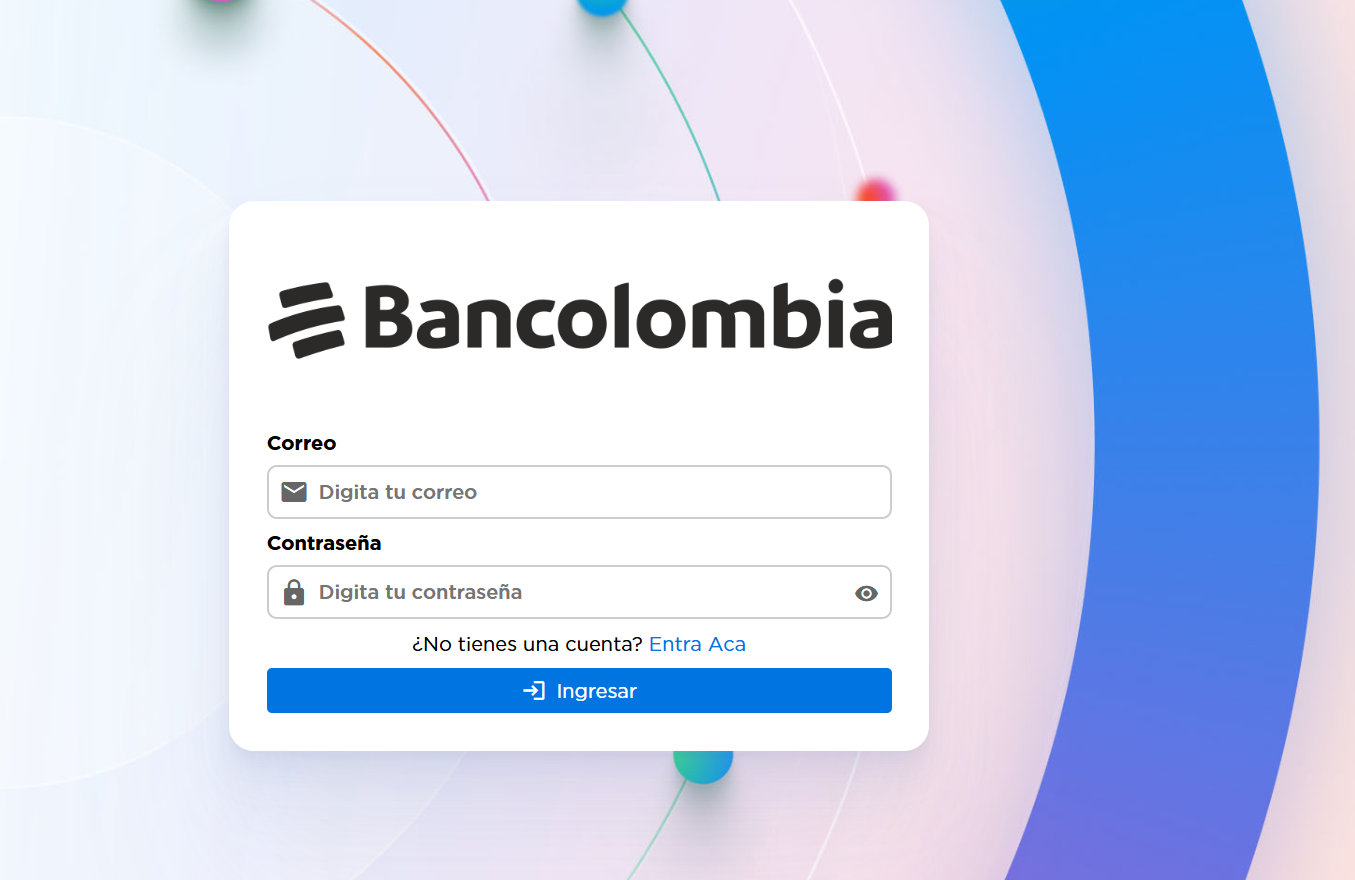 Bancolombia
Correo
Digita tu correo
Contraseña
Digita tu contraseña
¿No tienes una cuenta? Entra Aca
Ingresar